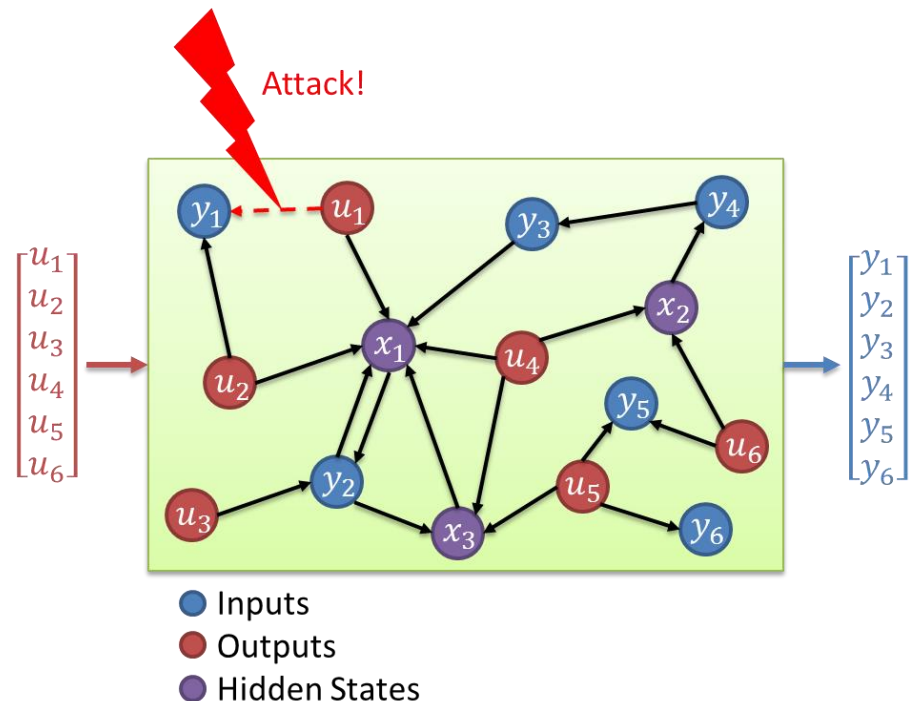 Attack!
y₁
u₁
y₃
y₄
u₁
u₂
u₃
u₄
u₅
u₆
x₁
x₂
u₂
u₄
y₅
u₆
u₃
y₂
x₃
u₅
y₆
y₁
y₂
y₃
y₄
y₅
y₆
Inputs
Outputs
Hidden States